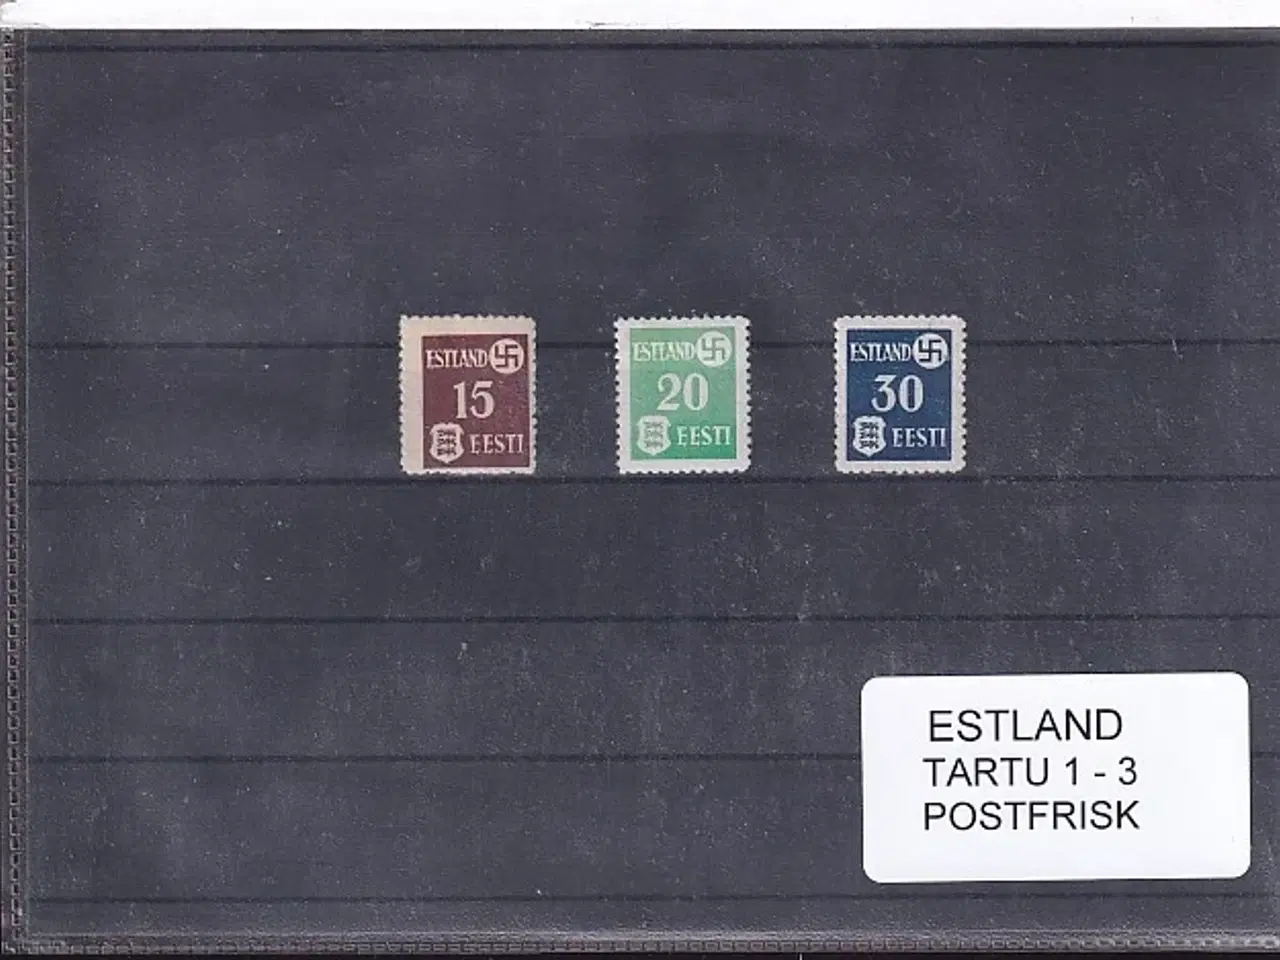 ESTLAND
15
EESTI
ESTLAND
20
EESTI
ESTLAND
30
EESTI
ESTLAND
TARTU 1 - 3
POSTFRISK